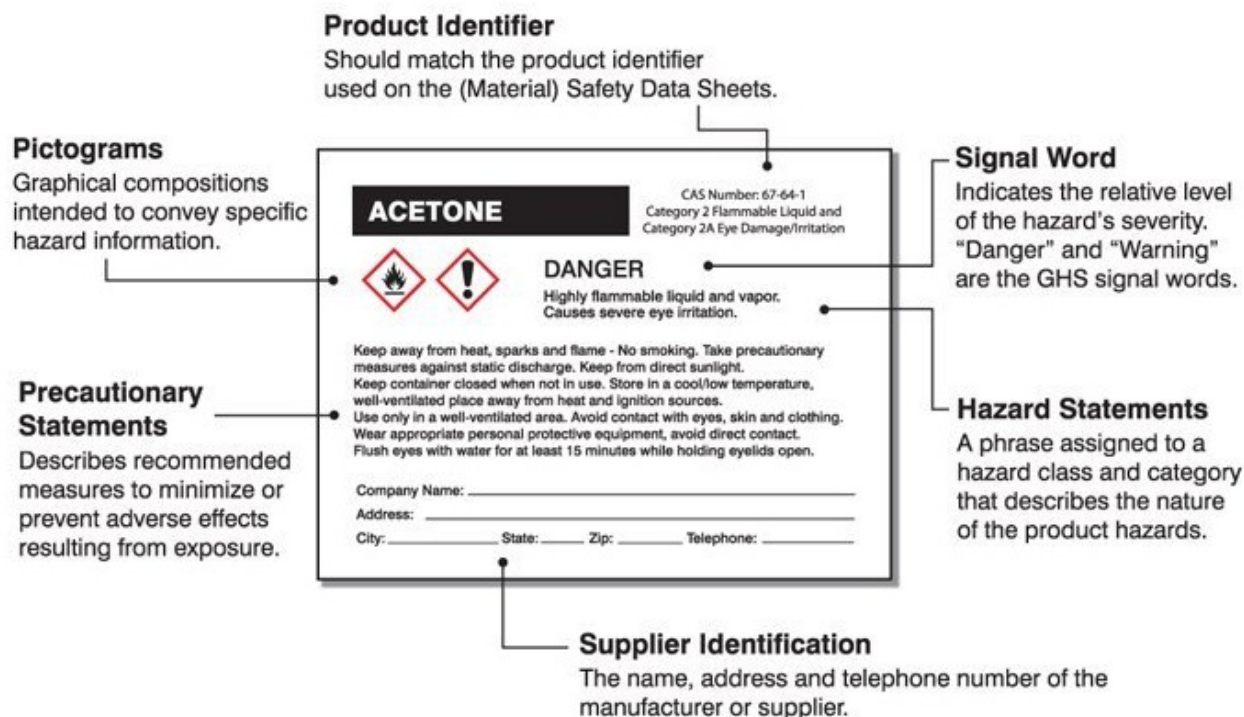 Product Identifier
Should match the product identifier
used on the (Material) Safety Data Sheets.
Pictograms
Graphical compositions
intended to convey specific
hazard information.
Signal Word
Indicates the relative level
of the hazard's severity.
“Danger” and “Warning”
are the GHS signal words.
ACETONE
CAS Number: 67-64-1
Category 2 Flammable Liquid and
Category 2A Eye Damage/Irritation
DANGER
Highly flammable liquid and vapor.
Causes severe eye irritation.
Keep away from heat, sparks and flame - No smoking. Take precautionary
measures against static discharge. Keep from direct sunlight.
Keep container closed when not in use. Store in a cool/low temperature,
well-ventilated place away from heat and ignition sources.
Use only in a well-ventilated area. Avoid contact with eyes, skin and clothing.
Wear appropriate personal protective equipment, avoid direct contact.
Flush eyes with water for at least 15 minutes while holding eyelids open.
Company Name:
Address:
City: State: Zip: Telephone:
Precautionary
Statements
Describes recommended
measures to minimize or
prevent adverse effects
resulting from exposure.
Hazard Statements
A phrase assigned to a
hazard class and category
that describes the nature
of the product hazards.
Supplier Identification
The name, address and telephone number of the
manufacturer or supplier.